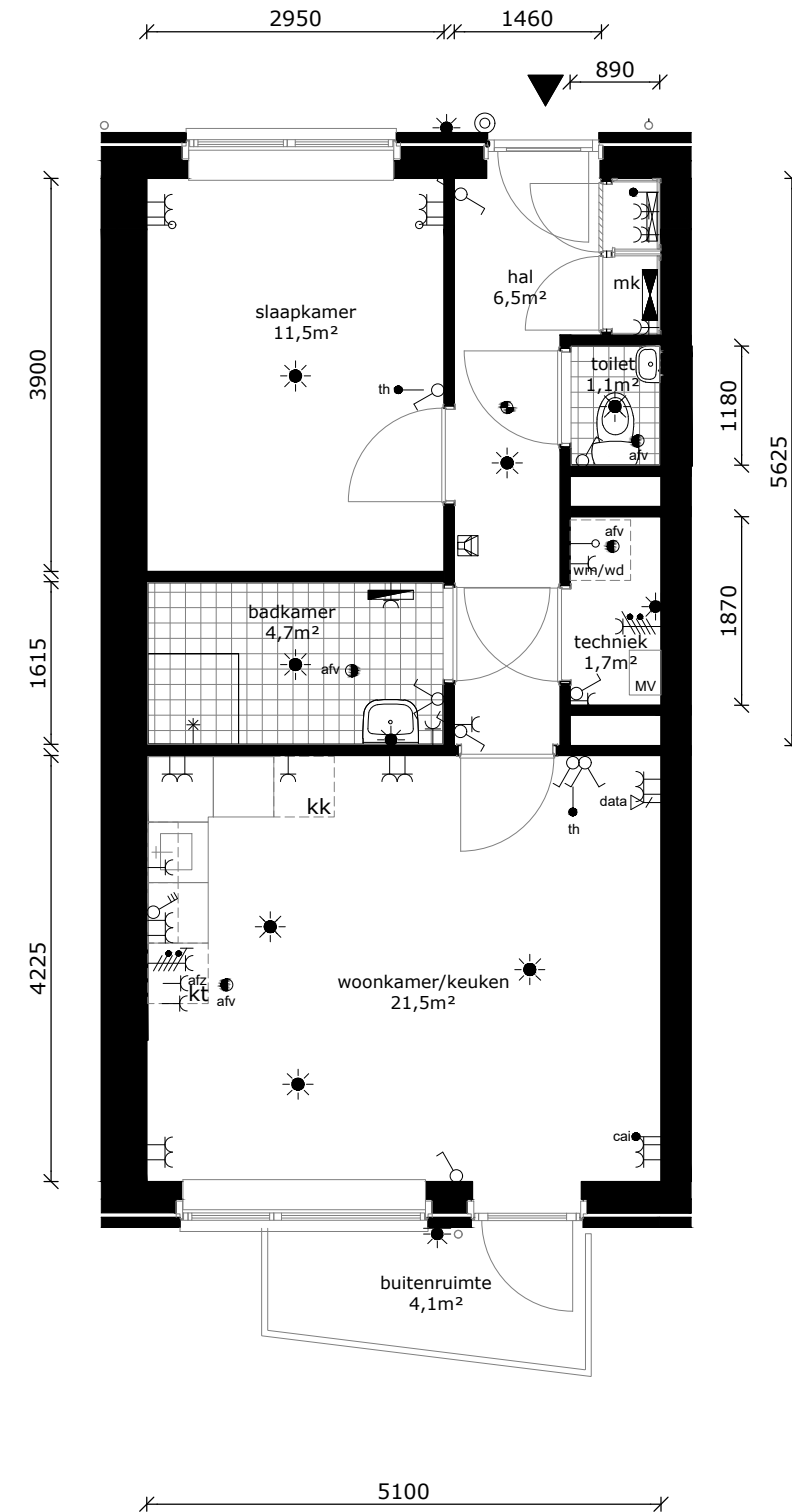 2950
1460
890
hal
6,5m²
mk
slaapkamer
11,5m²
toilet
1,1m²
3900
th
1180
afv
5625
afv
wm/wd
badkamer
4,7m²
1870
1615
techniek
1,7m²
afv
MV
kk
data
th
4225
afz
kt
afv
woonkamer/keuken
21,5m²
cai
buitenruimte
4,1m²
5100